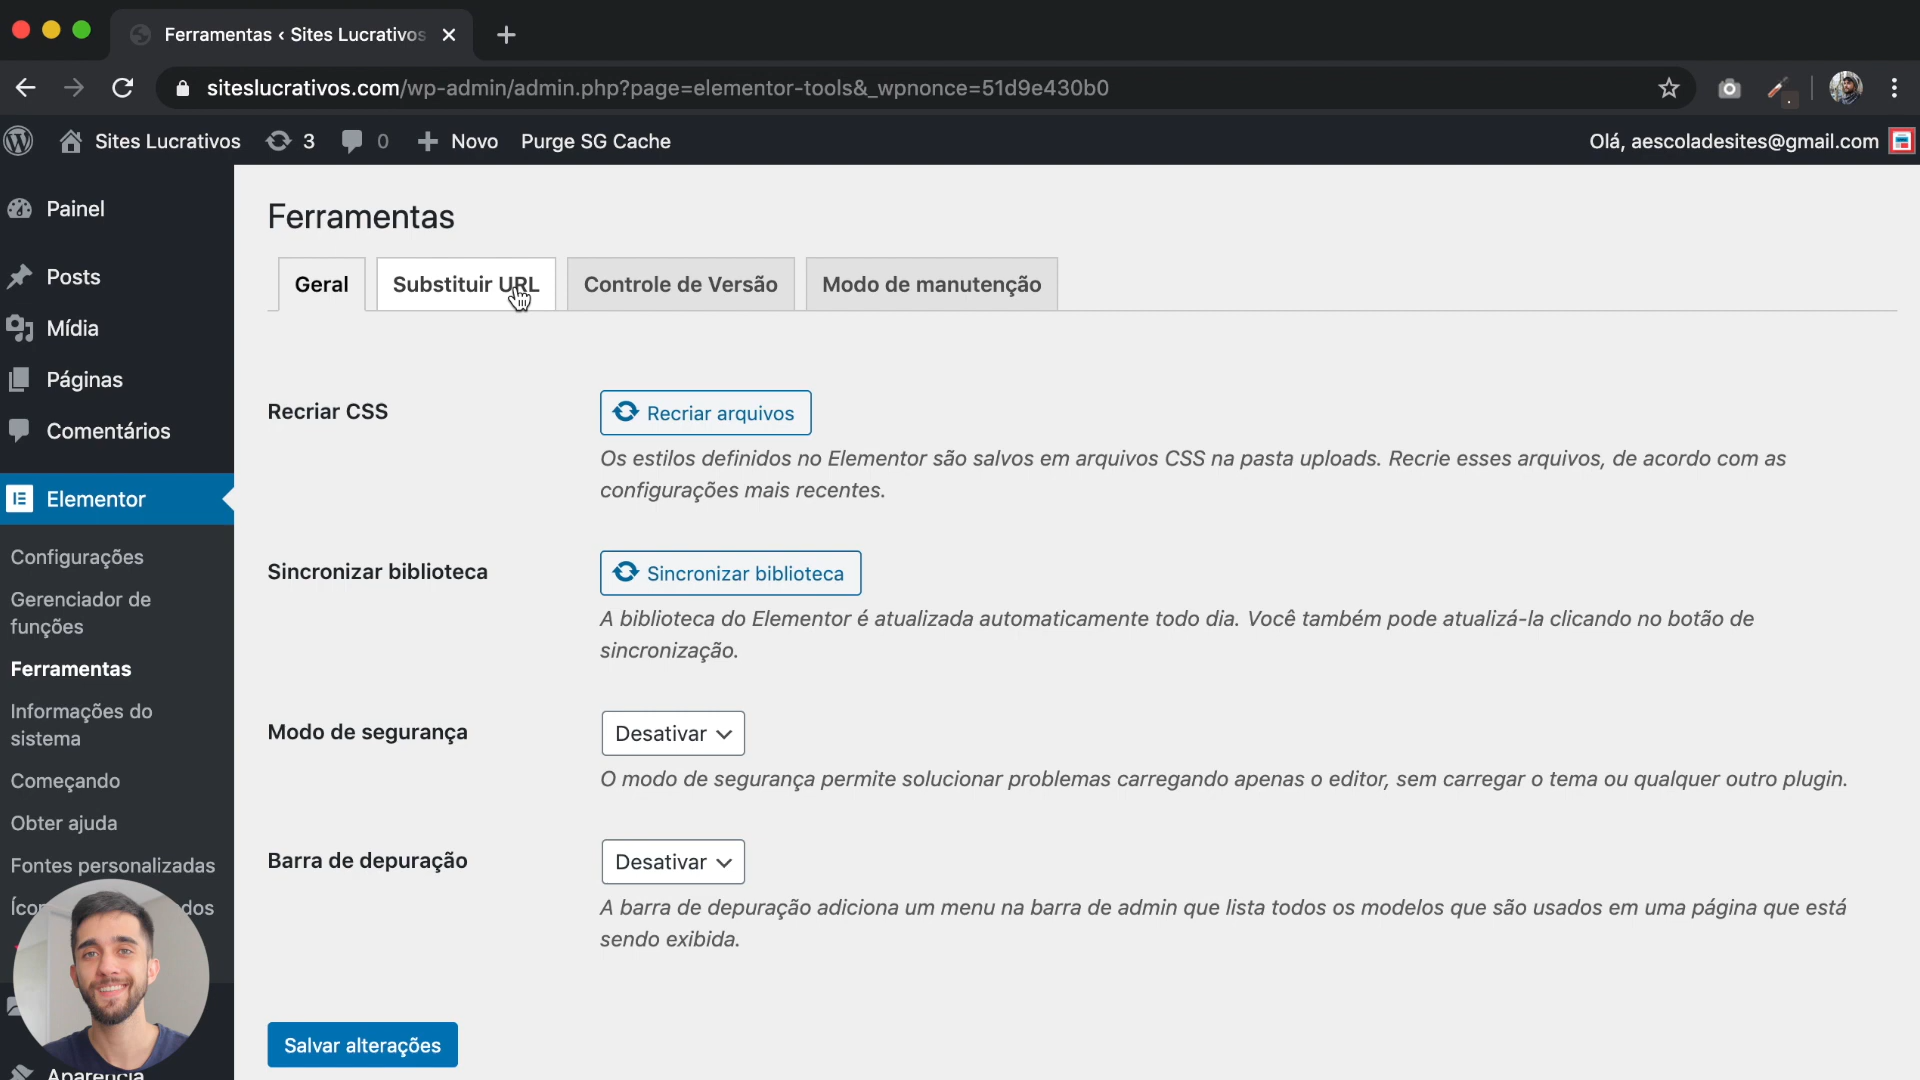 Ferramentas ‹ Sites Lucrativos
siteslucrativos.com/wp-admin/admin.php?page=elementor-tools&_wpnonce=51d9e430b0
Sites Lucrativos 3 0 Novo Purge SG Cache Olá, aescoladesites@gmail.com
Painel
Posts
Mídia
Páginas
Comentários
Elementor
Configurações
Gerenciador de
funções
Ferramentas
Informações do
sistema
Começando
Obter ajuda
Fontes personalizadas
Aparência
Ferramentas
Geral Substituir URL Controle de Versão Modo de manutenção
Recriar CSS
Recriar arquivos
Os estilos definidos no Elementor são salvos em arquivos CSS na pasta uploads. Recrie esses arquivos, de acordo com as
configurações mais recentes.
Sincronizar biblioteca
Sincronizar biblioteca
A biblioteca do Elementor é atualizada automaticamente todo dia. Você também pode atualizá-la clicando no botão de
sincronização.
Modo de segurança
Desativar
O modo de segurança permite solucionar problemas carregando apenas o editor, sem carregar o tema ou qualquer outro plugin.
Barra de depuração
Desativar
A barra de depuração adiciona um menu na barra de admin que lista todos os modelos que são usados em uma página que está
sendo exibida.
Salvar alterações